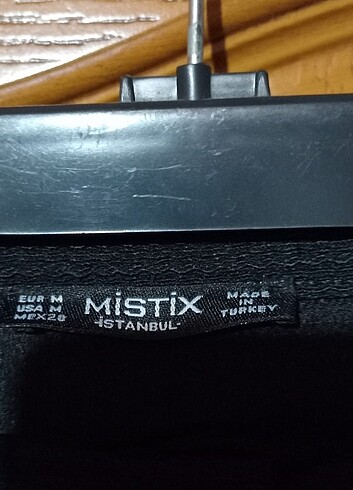 EUR M
USA M
MEX28
MiSTiX
-İSTANBUL-
MADE
IN
TURKEY